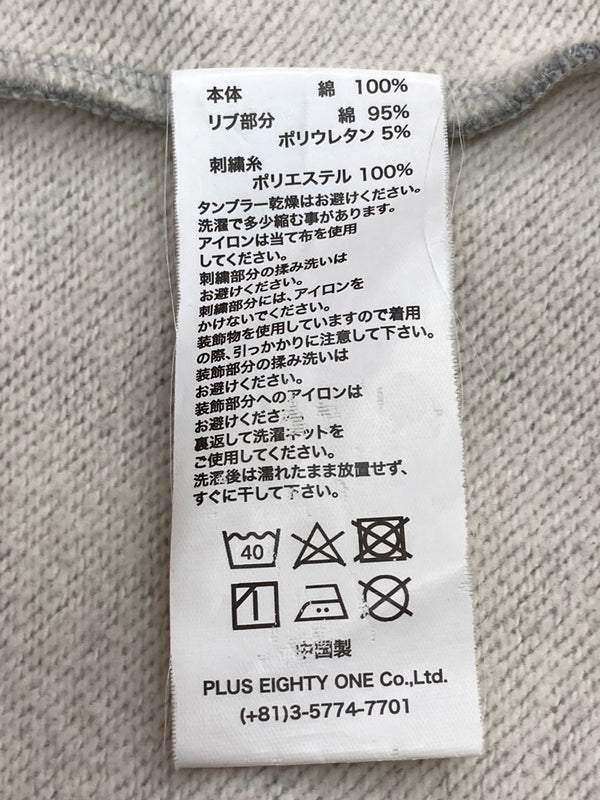 本体 綿 100%
リブ部分 綿 95%
ポリウレタン 5%
刺繍糸
ポリエステル 100%
タンブラー乾燥はお避けください。
洗濯で多少縮む事があります。
アイロンは当て布を使用
してください。
刺繍部分の揉み洗いは
お避けください。
刺繍部分には、アイロンを
かけないでください。
装飾物を使用していますので着用
の際、引っかかりに注意して下さい。
装飾部分の揉み洗いは
お避けください。
装飾部分へのアイロンは
お避けくださ
裏返して洗濯ネットを
ご使用してください。
洗濯後は濡れたまま放置せず、
すぐに干して下さい。
40
中国製
PLUS EIGHTY ONE Co.,Ltd.
(+81)3-5774-7701